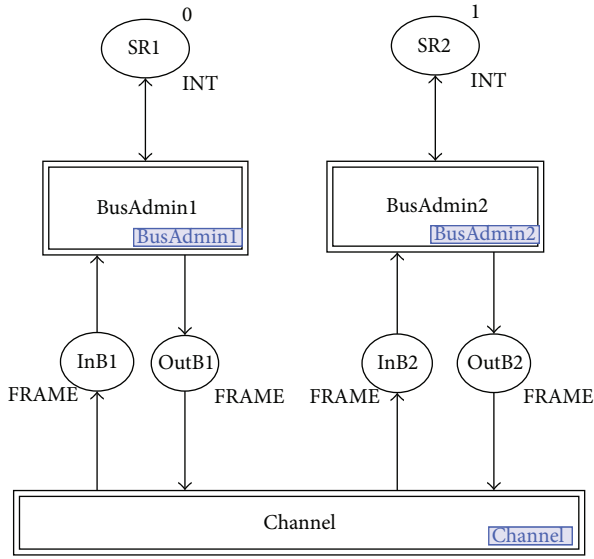 0
SR1
INT
1
SR2
INT
BusAdmin1
BusAdmin1
BusAdmin2
BusAdmin2
InB1
OutB1
FRAME
FRAME
InB2
OutB2
FRAME
FRAME
Channel
Channel